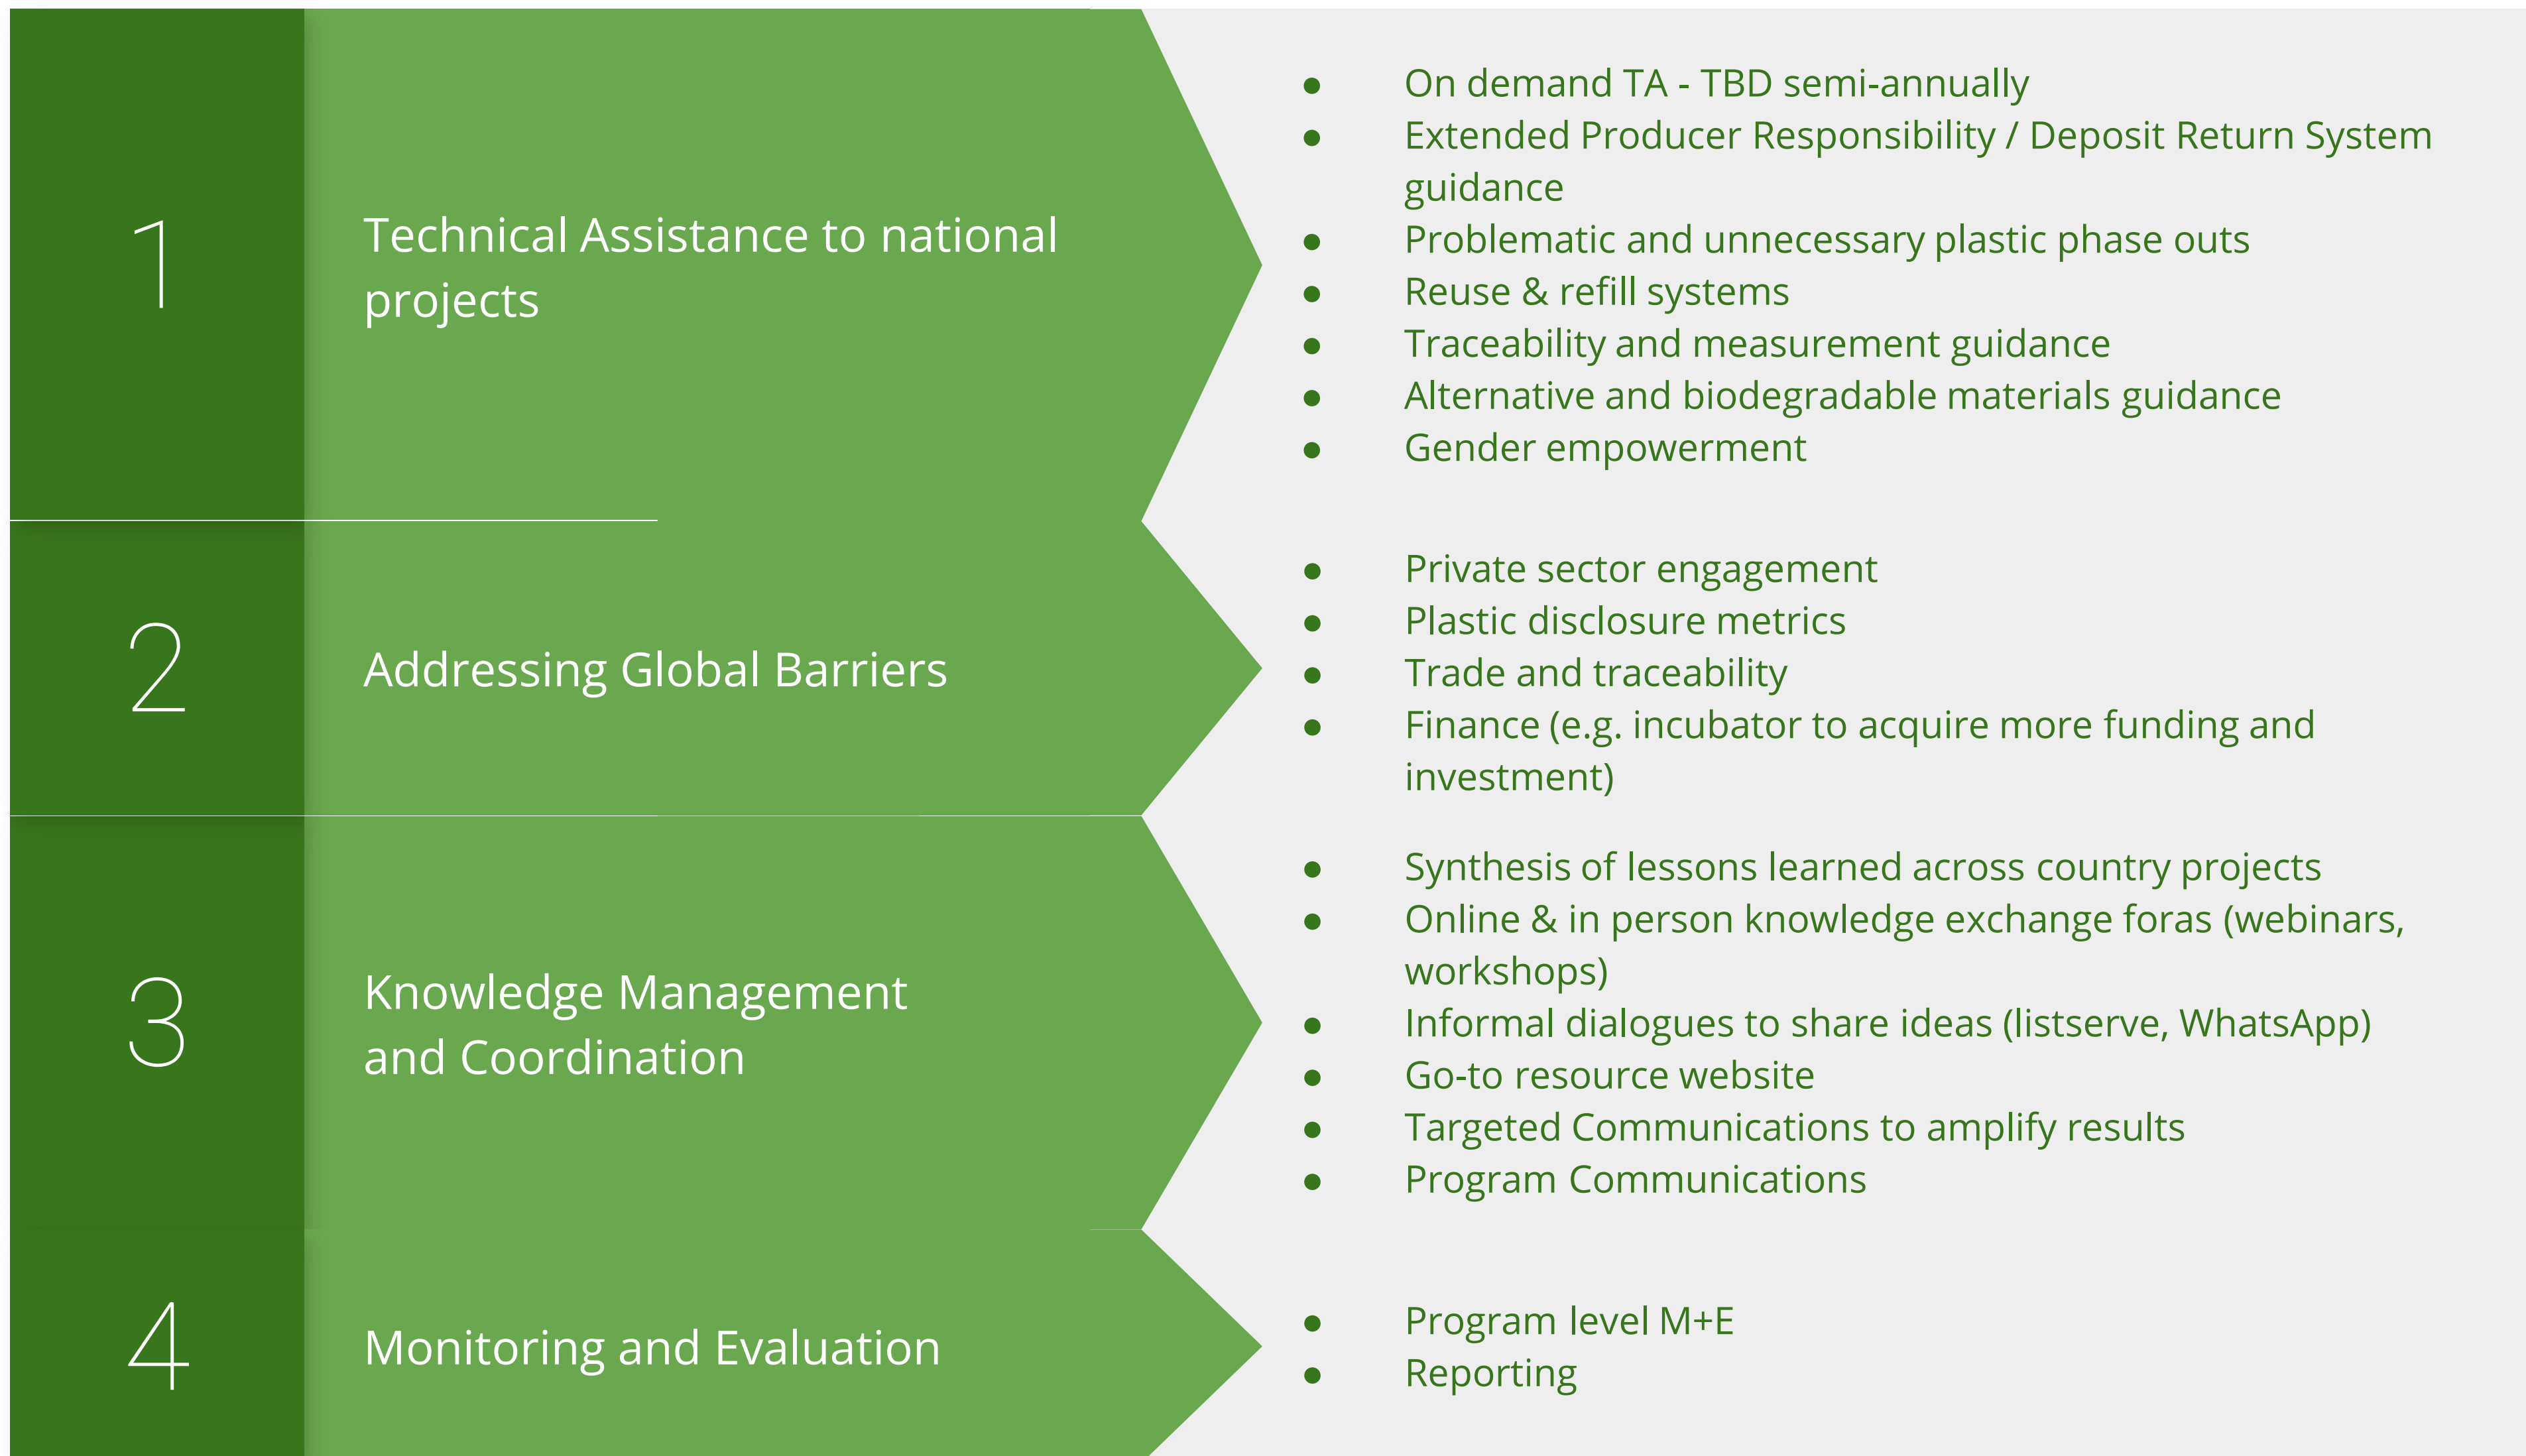 1
Technical Assistance to national
projects
● On demand TA - TBD semi-annually
● Extended Producer Responsibility / Deposit Return System
guidance
● Problematic and unnecessary plastic phase outs
● Reuse & refill systems
● Traceability and measurement guidance
● Alternative and biodegradable materials guidance
● Gender empowerment
2
Addressing Global Barriers
● Private sector engagement
● Plastic disclosure metrics
● Trade and traceability
● Finance (e.g. incubator to acquire more funding and
investment)
3
Knowledge Management
and Coordination
● Synthesis of lessons learned across country projects
● Online & in person knowledge exchange foras (webinars,
workshops)
● Informal dialogues to share ideas (listserve, WhatsApp)
● Go-to resource website
● Targeted Communications to amplify results
● Program Communications
4
Monitoring and Evaluation
● Program level M+E
● Reporting